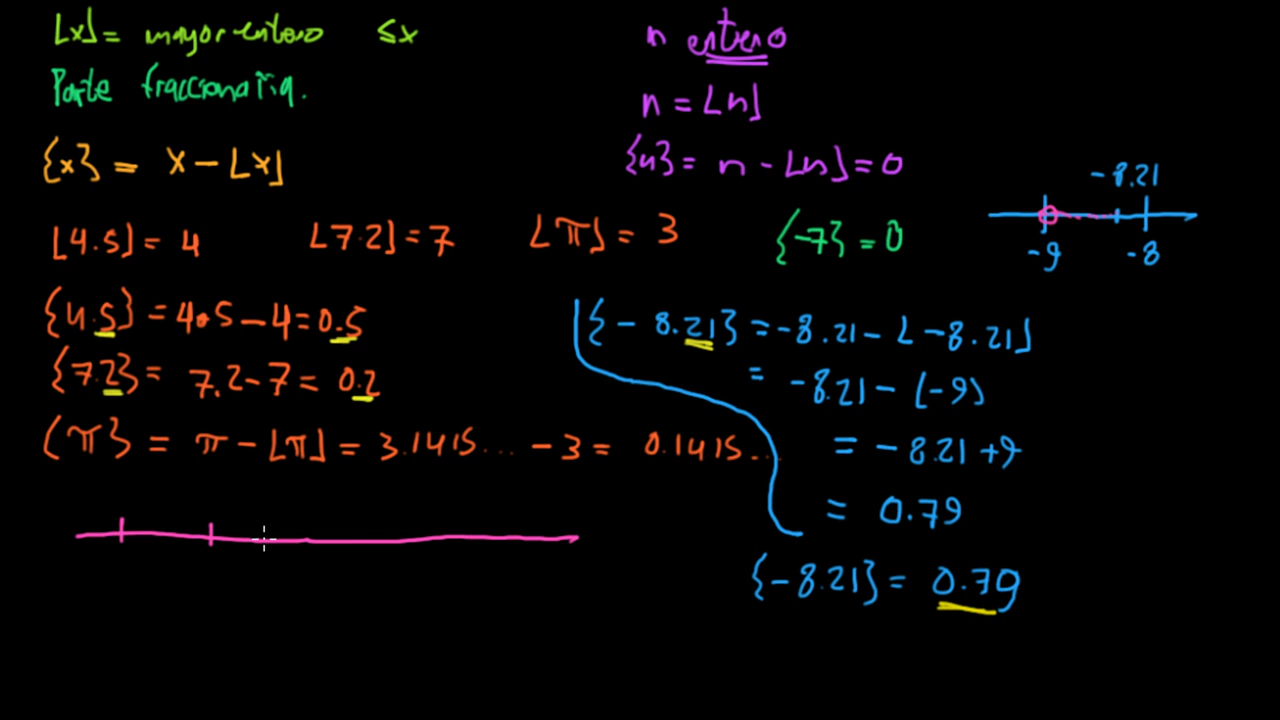 ⌊x⌋ = mayor entero ≤x
Parte fraccionaria.
{x} = x - ⌊x⌋
n entero
n = ⌊n⌋
{n} = n - ⌊n⌋ = 0
⌊4.5⌋ = 4 ⌊7.2⌋ = 7 ⌊π⌋ = 3 {-7} = 0
-8.21
-9 -8
{4.5} = 4.5 - 4 = 0.5
{7.2} = 7.2 - 7 = 0.2
{π} = π - ⌊π⌋ = 3.1415... - 3 = 0.1415...
{-8.21} = -8.21 - ⌊-8.21⌋
= -8.21 - (-9)
= -8.21 + 9
= 0.79
{-8.21} = 0.79